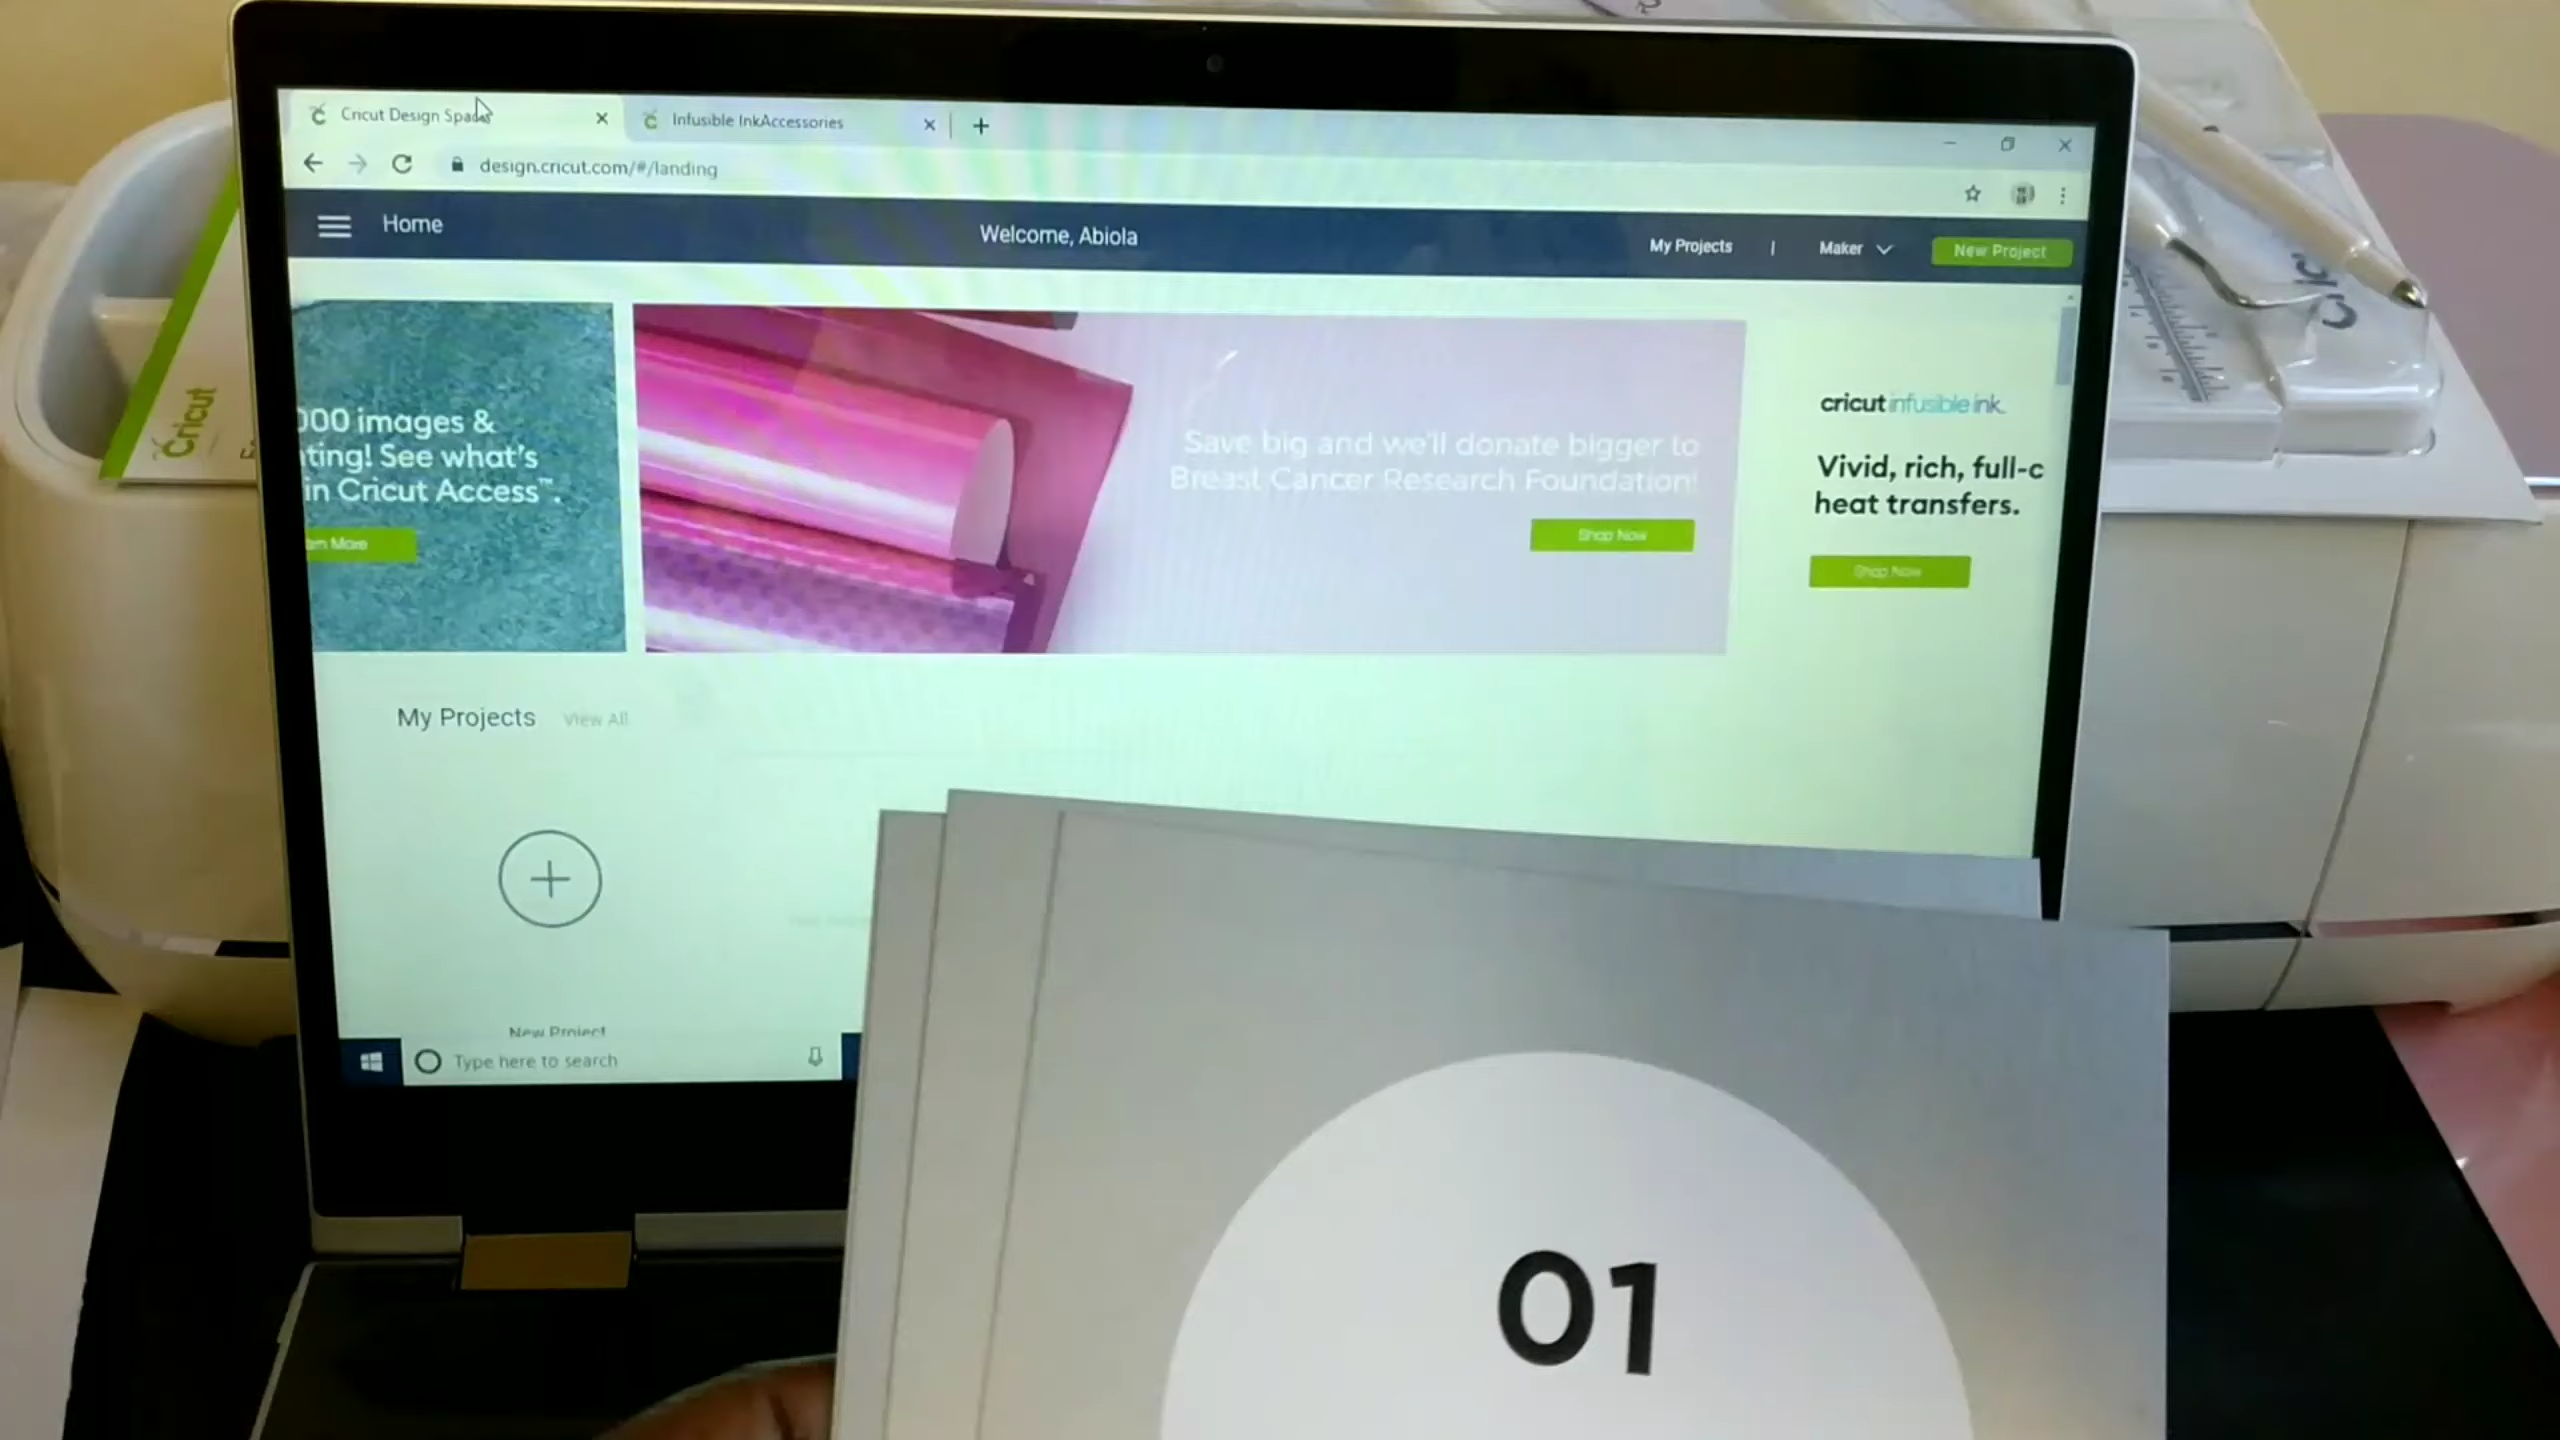 Cricut Design Space
Infusible InkAccessories
design.cricut.com/#/landing
Home
Welcome, Abiola
My Projects | Maker
New Project
000 images &
ting! See what's
in Cricut Access™.
rn More
Save big and we'll donate bigger to
Breast Cancer Research Foundation!
Shop Now
cricut infusible ink
Vivid, rich, full-c
heat transfers.
Shop Now
My Projects
View All
New Project
Type here to search
01
Cricut